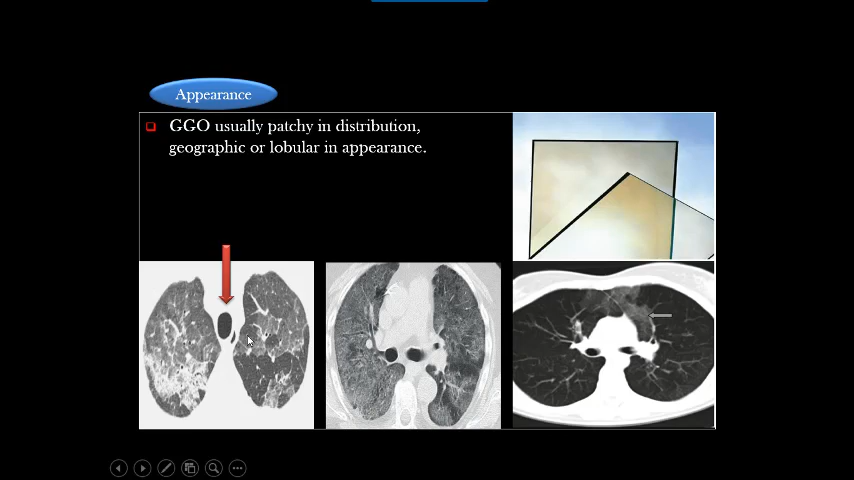 Appearance
GGO usually patchy in distribution,
geographic or lobular in appearance.